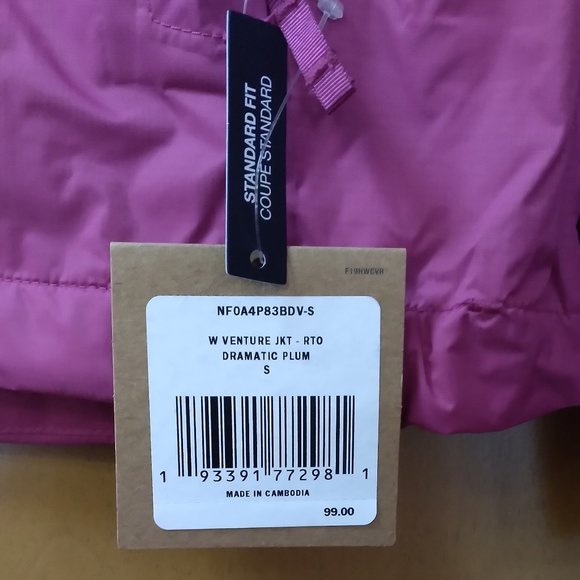 STANDARD FIT
COUPE STANDARD
F19HWCVR
NF0A4P83BDV-S
W VENTURE JKT - RTO
DRAMATIC PLUM
S
1 93391 77298 1
MADE IN CAMBODIA
99.00